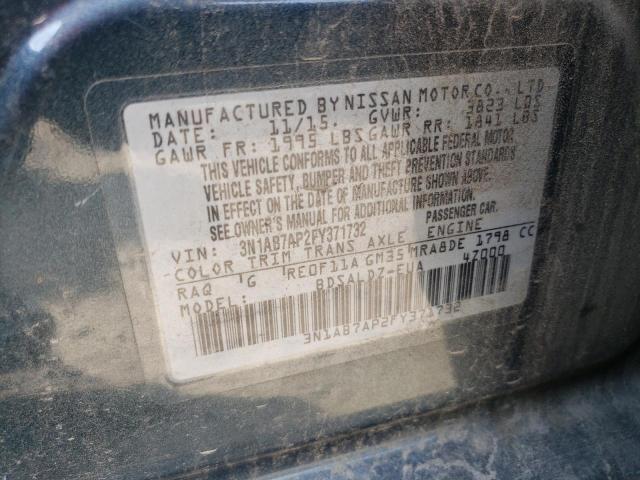 MANUFACTURED BY NISSAN MOTOR CO., LTD
DATE: 11/15. GVWR: 3823 LBS
GAWR FR: 1995 LBS GAWR RR: 1841 LBS
THIS VEHICLE CONFORMS TO ALL APPLICABLE FEDERAL MOTOR
VEHICLE SAFETY, BUMPER AND THEFT PREVENTION STANDARDS
IN EFFECT ON THE DATE OF MANUFACTURE SHOWN ABOVE.
SEE OWNER'S MANUAL FOR ADDITIONAL INFORMATION.
VIN: 3N1AB7AP2FY371732 PASSENGER CAR.
COLOR TRIM TRANS AXLE ENGINE
RAQ G RE0F11A GM35 MRA8DE 1798 CC
MODEL: BDSALDZ-EUA 4Z000
3N1AB7AP2FY371732